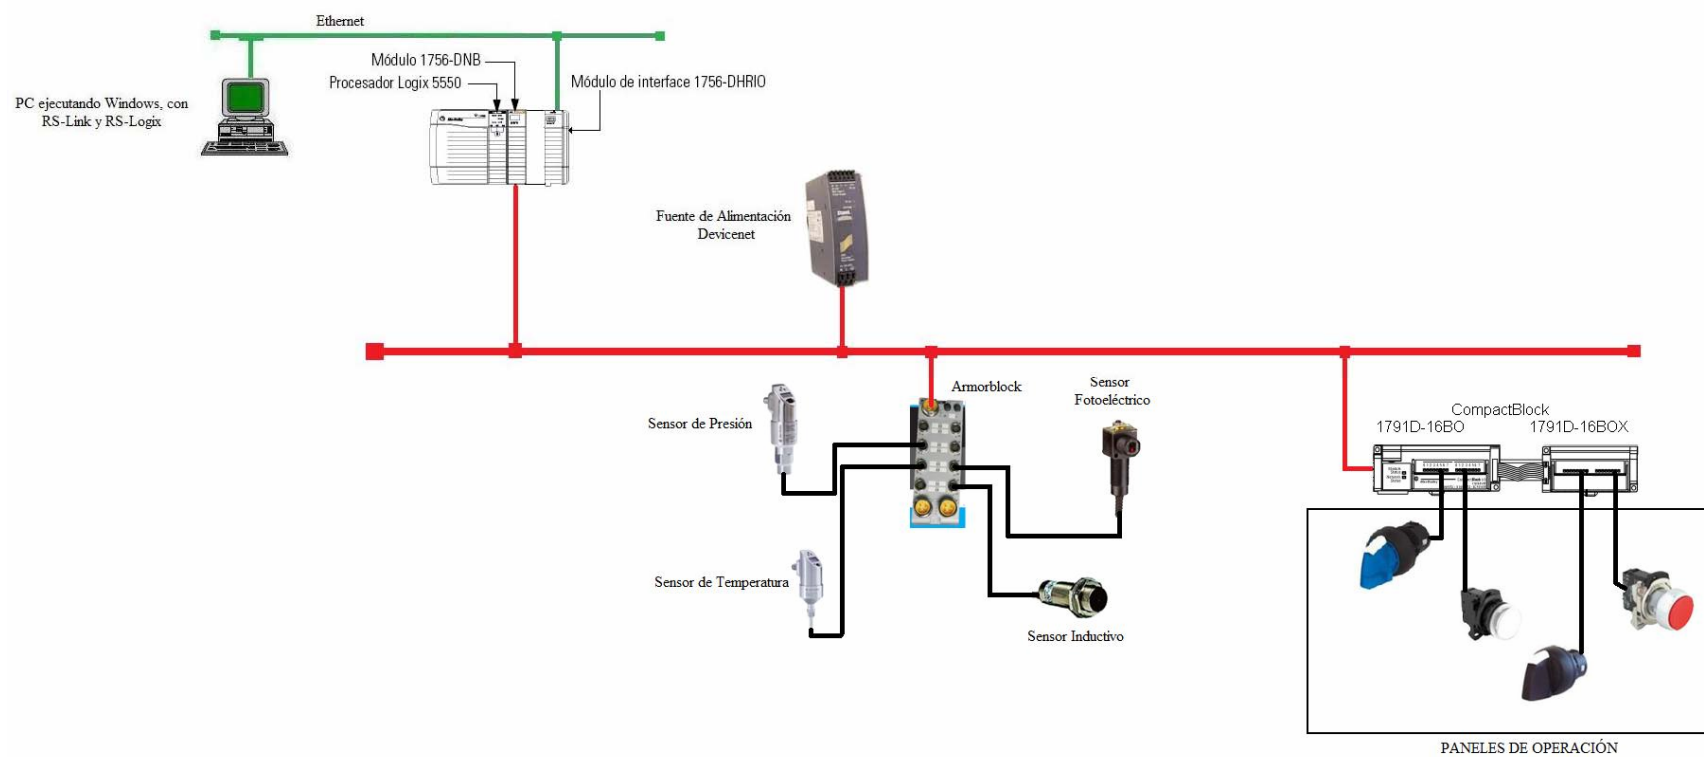 Ethernet
Módulo 1756-DNB
Procesador Logix 5550
Módulo de interface 1756-DHRIO
PC ejecutando Windows, con
RS-Link y RS-Logix
Fuente de Alimentación
Devicenet
Armorblock
Sensor
Fotoeléctrico
Sensor de Presión
CompactBlock
1791D-16BO
1791D-16BOX
Sensor de Temperatura
Sensor Inductivo
PANELES DE OPERACIÓN